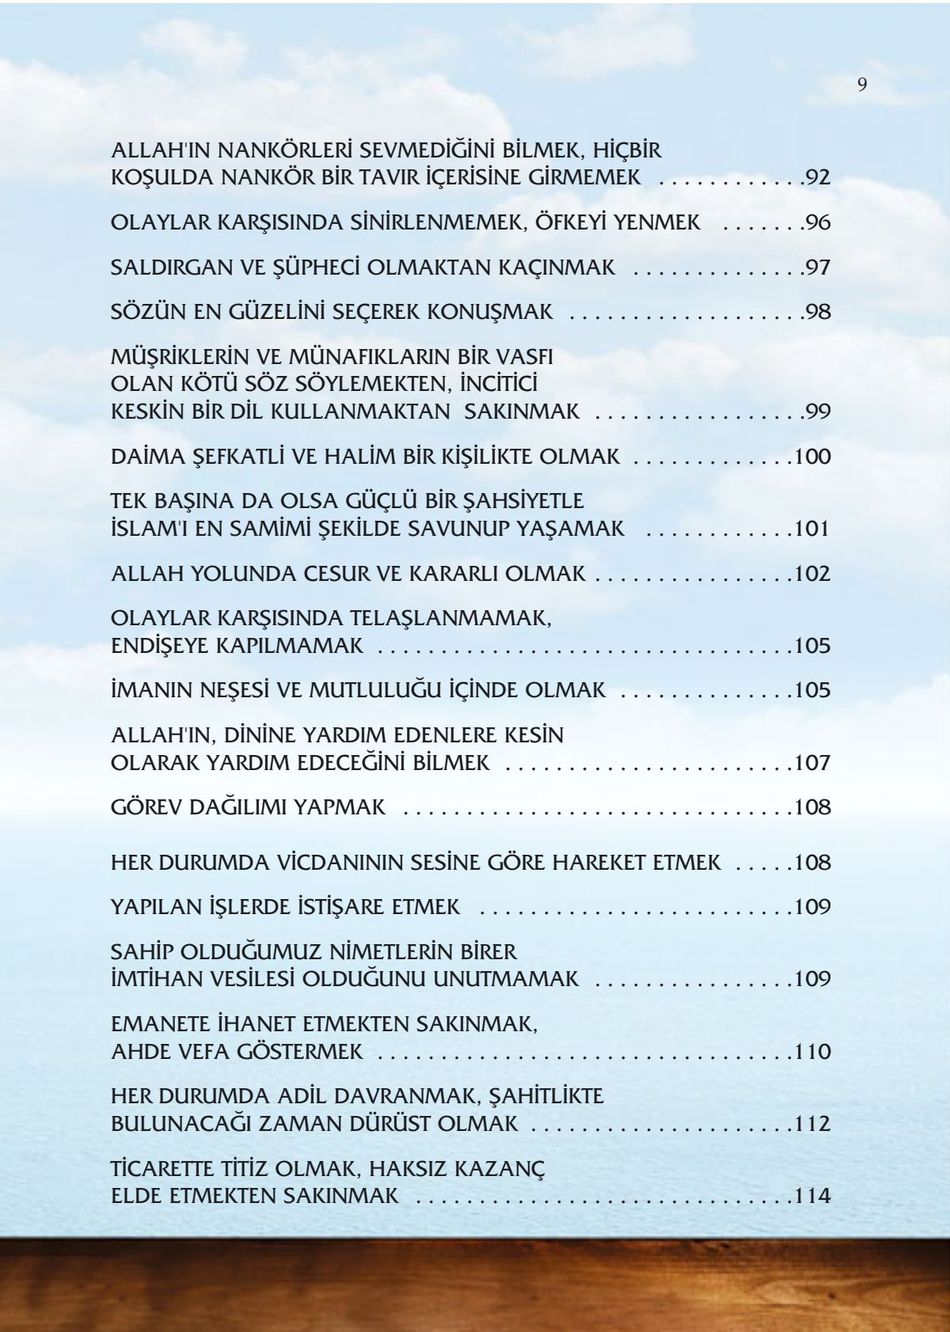 9
ALLAH'IN NANKÖRLERİ SEVMEDİĞİNİ BİLMEK, HİÇBİR
KOŞULDA NANKÖR BİR TAVIR İÇERİSİNE GİRMEMEK . . . . . . . . . . . .92
OLAYLAR KARŞISINDA SİNİRLENMEMEK, ÖFKEYİ YENMEK . . . . . . .96
SALDIRGAN VE ŞÜPHECİ OLMAKTAN KAÇINMAK . . . . . . . . . . . . . .97
SÖZÜN EN GÜZELİNİ SEÇEREK KONUŞMAK . . . . . . . . . . . . . . . . . . .98
MÜŞRİKLERİN VE MÜNAFIKLARIN BİR VASFI
OLAN KÖTÜ SÖZ SÖYLEMEKTEN, İNCİTİCİ
KESKİN BİR DİL KULLANMAKTAN SAKINMAK . . . . . . . . . . . . . . . . .99
DAİMA ŞEFKATLİ VE HALİM BİR KİŞİLİKTE OLMAK . . . . . . . . . . . . .100
TEK BAŞINA DA OLSA GÜÇLÜ BİR ŞAHSİYETLE
İSLAM'I EN SAMİMİ ŞEKİLDE SAVUNUP YAŞAMAK . . . . . . . . . . . .101
ALLAH YOLUNDA CESUR VE KARARLI OLMAK . . . . . . . . . . . . . . . .102
OLAYLAR KARŞISINDA TELAŞLANMAMAK,
ENDİŞEYE KAPILMAMAK . . . . . . . . . . . . . . . . . . . . . . . . . . . . . . . . .105
İMANIN NEŞESİ VE MUTLULUĞU İÇİNDE OLMAK . . . . . . . . . . . . . .105
ALLAH'IN, DİNİNE YARDIM EDENLERE KESİN
OLARAK YARDIM EDECEĞİNİ BİLMEK . . . . . . . . . . . . . . . . . . . . . . .107
GÖREV DAĞILIMI YAPMAK . . . . . . . . . . . . . . . . . . . . . . . . . . . . . . .108
HER DURUMDA VİCDANININ SESİNE GÖRE HAREKET ETMEK . . . . .108
YAPILAN İŞLERDE İSTİŞARE ETMEK . . . . . . . . . . . . . . . . . . . . . . . . .109
SAHİP OLDUĞUMUZ NİMETLERİN BİRER
İMTİHAN VESİLESİ OLDUĞUNU UNUTMAMAK . . . . . . . . . . . . . . . .109
EMANETE İHANET ETMEKTEN SAKINMAK,
AHDE VEFA GÖSTERMEK . . . . . . . . . . . . . . . . . . . . . . . . . . . . . . . . .110
HER DURUMDA ADİL DAVRANMAK, ŞAHİTLİKTE
BULUNACAĞI ZAMAN DÜRÜST OLMAK . . . . . . . . . . . . . . . . . . . . .112
TİCARETTE TİTİZ OLMAK, HAKSIZ KAZANÇ
ELDE ETMEKTEN SAKINMAK . . . . . . . . . . . . . . . . . . . . . . . . . . . . . .114